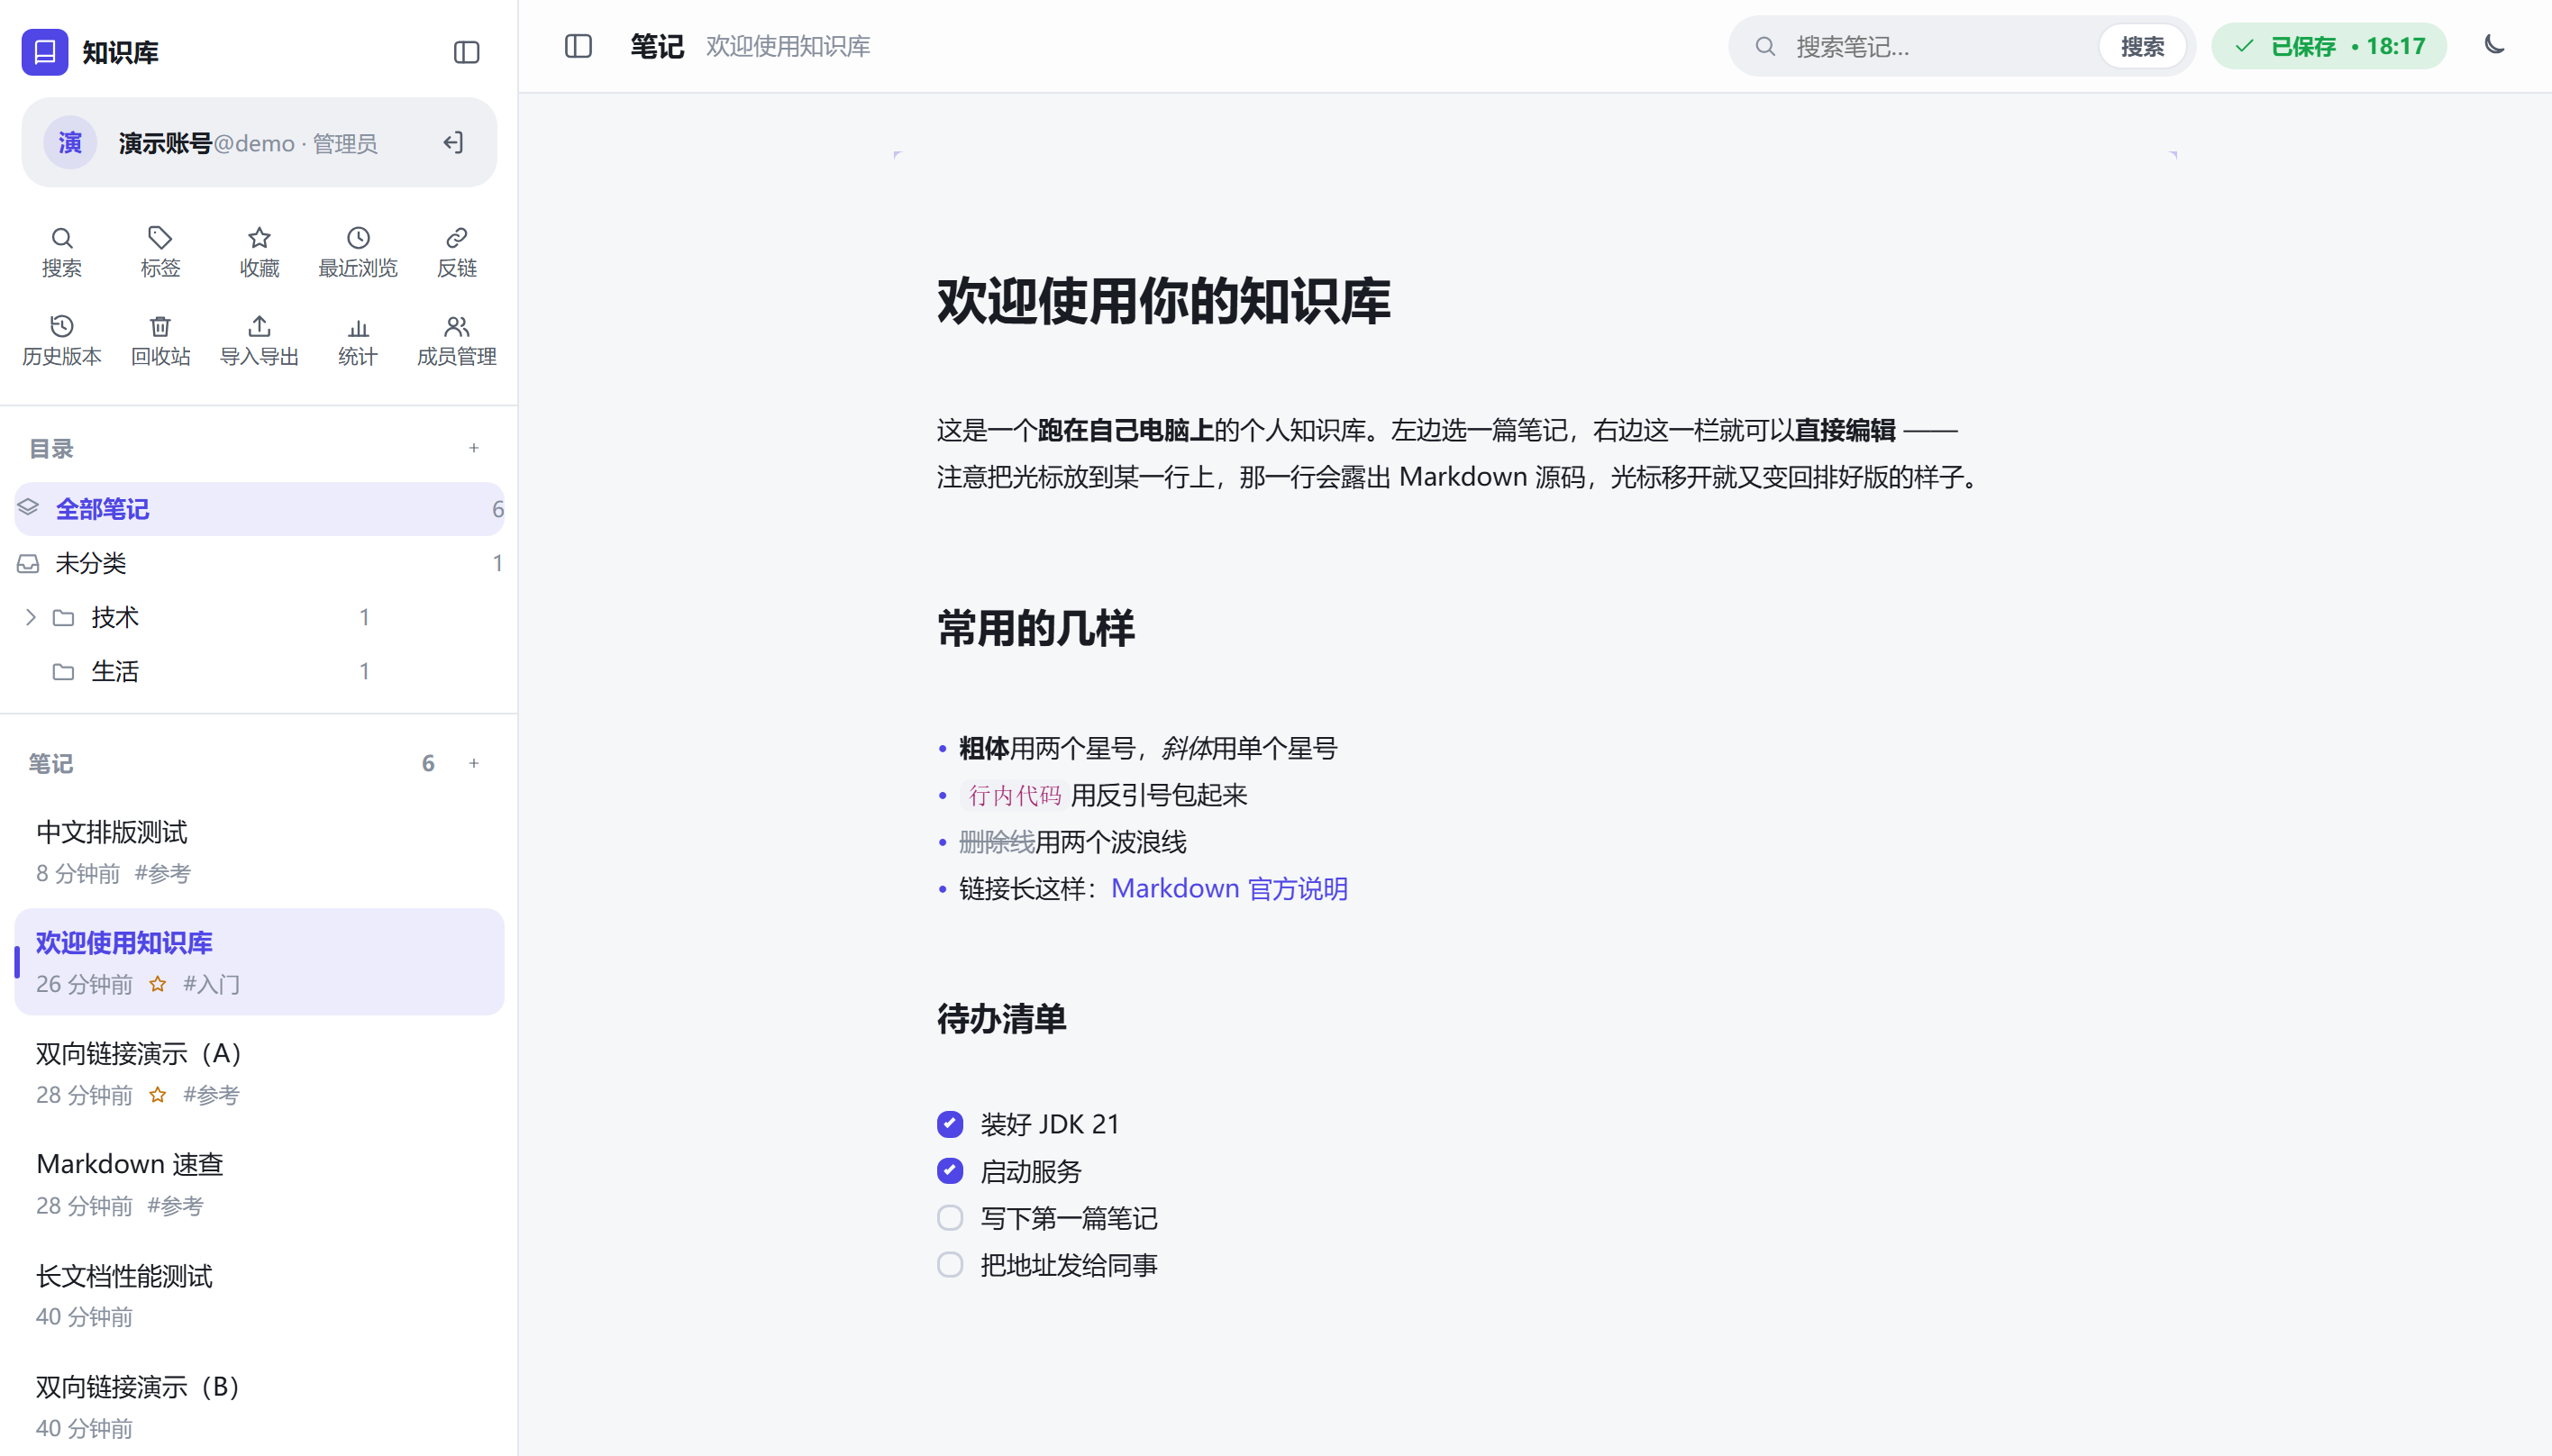 知识库
演 演示账号@demo · 管理员
搜索 标签 收藏 最近浏览 反链
历史版本 回收站 导入导出 统计 成员管理
目录 +
全部笔记 6
未分类 1
技术 1
生活 1
笔记 6 +
中文排版测试
8 分钟前 #参考
欢迎使用知识库
26 分钟前 #入门
双向链接演示（A）
28 分钟前 #参考
Markdown 速查
28 分钟前 #参考
长文档性能测试
40 分钟前
双向链接演示（B）
40 分钟前
笔记 欢迎使用知识库
搜索笔记... 搜索 已保存 • 18:17
欢迎使用你的知识库
这是一个跑在自己电脑上的个人知识库。左边选一篇笔记，右边这一栏就可以直接编辑 ——
注意把光标放到某一行上，那一行会露出 Markdown 源码，光标移开就又变回排好版的样子。
常用的几样
• 粗体用两个星号，斜体用单个星号
• 行内代码 用反引号包起来
• 删除线用两个波浪线
• 链接长这样：Markdown 官方说明
待办清单
装好 JDK 21
启动服务
写下第一篇笔记
把地址发给同事